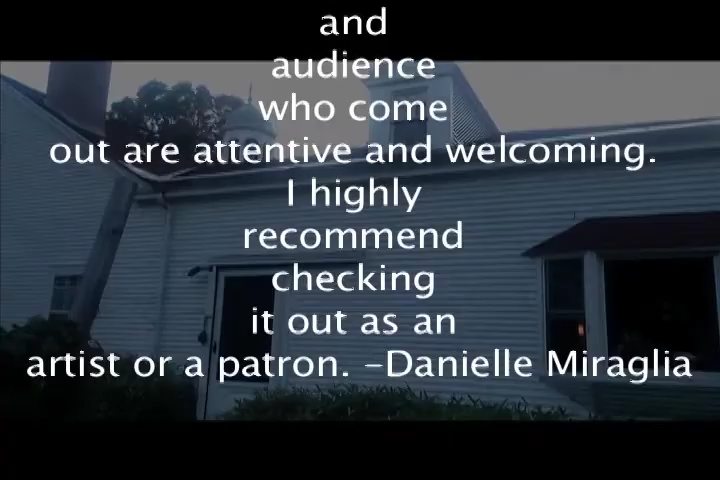 and
audience
who come
out are attentive and welcoming.
I highly
recommend
checking
it out as an
artist or a patron. -Danielle Miraglia